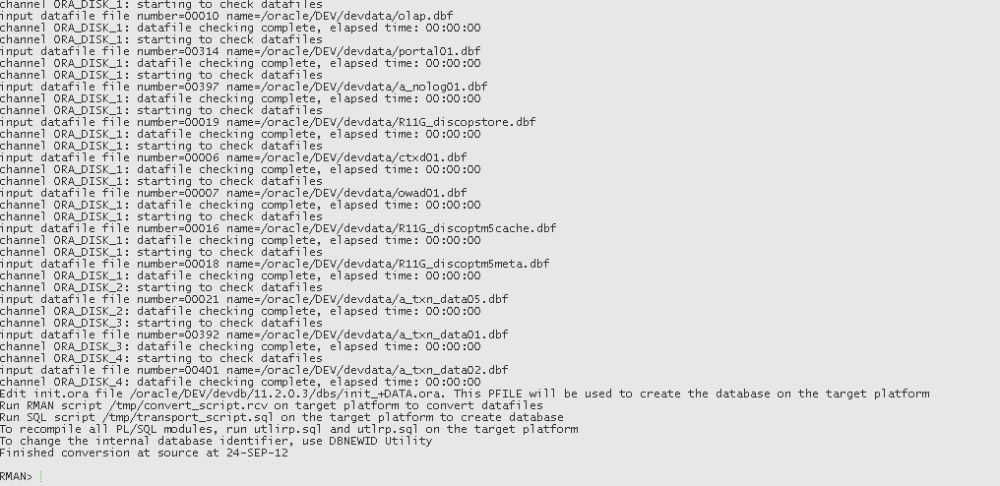 channel ORA_DISK_1: starting to check datafiles
input datafile file number=00010 name=/oracle/DEV/devdata/olap.dbf
channel ORA_DISK_1: datafile checking complete, elapsed time: 00:00:00
channel ORA_DISK_1: starting to check datafiles
input datafile file number=00314 name=/oracle/DEV/devdata/portal01.dbf
channel ORA_DISK_1: datafile checking complete, elapsed time: 00:00:00
channel ORA_DISK_1: starting to check datafiles
input datafile file number=00397 name=/oracle/DEV/devdata/a_nolog01.dbf
channel ORA_DISK_1: datafile checking complete, elapsed time: 00:00:00
channel ORA_DISK_1: starting to check datafiles
input datafile file number=00019 name=/oracle/DEV/devdata/R11G_discopstore.dbf
channel ORA_DISK_1: datafile checking complete, elapsed time: 00:00:00
channel ORA_DISK_1: starting to check datafiles
input datafile file number=00006 name=/oracle/DEV/devdata/ctxd01.dbf
channel ORA_DISK_1: datafile checking complete, elapsed time: 00:00:00
channel ORA_DISK_1: starting to check datafiles
input datafile file number=00007 name=/oracle/DEV/devdata/owad01.dbf
channel ORA_DISK_1: datafile checking complete, elapsed time: 00:00:00
channel ORA_DISK_1: starting to check datafiles
input datafile file number=00016 name=/oracle/DEV/devdata/R11G_discoptm5cache.dbf
channel ORA_DISK_1: datafile checking complete, elapsed time: 00:00:00
channel ORA_DISK_1: starting to check datafiles
input datafile file number=00018 name=/oracle/DEV/devdata/R11G_discoptm5meta.dbf
channel ORA_DISK_1: datafile checking complete, elapsed time: 00:00:00
channel ORA_DISK_2: starting to check datafiles
input datafile file number=00021 name=/oracle/DEV/devdata/a_txn_data05.dbf
channel ORA_DISK_2: datafile checking complete, elapsed time: 00:00:00
channel ORA_DISK_3: starting to check datafiles
input datafile file number=00392 name=/oracle/DEV/devdata/a_txn_data01.dbf
channel ORA_DISK_3: datafile checking complete, elapsed time: 00:00:00
channel ORA_DISK_4: starting to check datafiles
input datafile file number=00401 name=/oracle/DEV/devdata/a_txn_data02.dbf
channel ORA_DISK_4: datafile checking complete, elapsed time: 00:00:00
Edit init.ora file /oracle/DEV/devdb/11.2.0.3/dbs/init_+DATA.ora. This PFILE will be used to create the database on the target platform
Run RMAN script /tmp/convert_script.rcv on target platform to convert datafiles
Run SQL script /tmp/transport_script.sql on the target platform to create database
To recompile all PL/SQL modules, run utlirp.sql and utlrp.sql on the target platform
To change the internal database identifier, use DBNEWID Utility
Finished conversion at source at 24-SEP-12
RMAN>